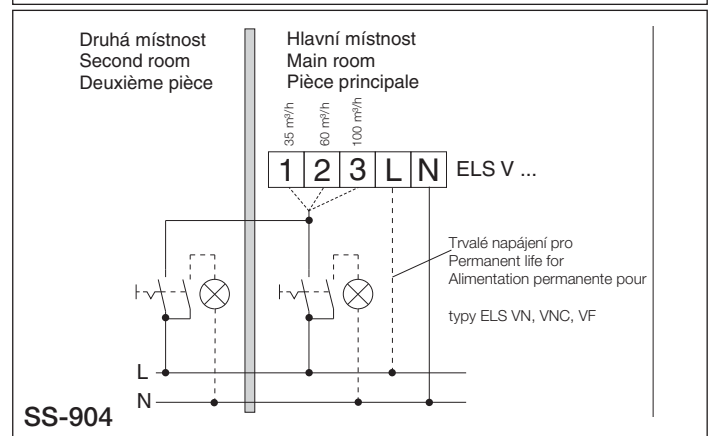 Druhá místnost
Second room
Deuxième pièce
Hlavní místnost
Main room
Pièce principale
35 m³/h
60 m³/h
100 m³/h
1 2 3 L N ELS V ...
Trvalé napájení pro
Permanent life for
Alimentation permanente pour
typy ELS VN, VNC, VF
L
N
SS-904